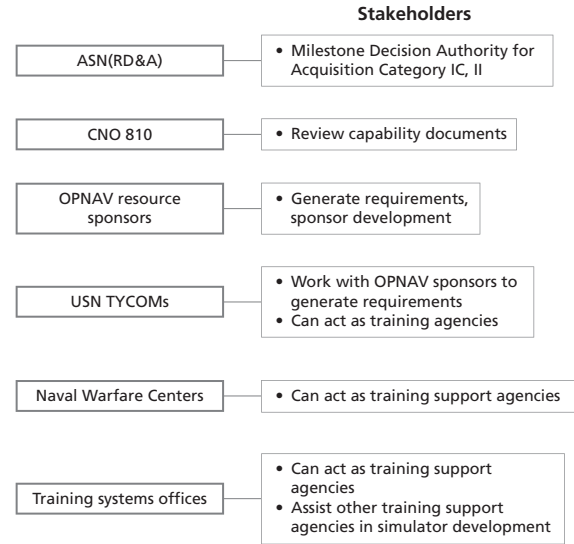 Stakeholders
ASN(RD&A)
• Milestone Decision Authority for
Acquisition Category IC, II
CNO 810
• Review capability documents
OPNAV resource
sponsors
• Generate requirements,
sponsor development
USN TYCOMs
• Work with OPNAV sponsors to
generate requirements
• Can act as training agencies
Naval Warfare Centers
• Can act as training support agencies
Training systems offices
• Can act as training support
agencies
• Assist other training support
agencies in simulator development